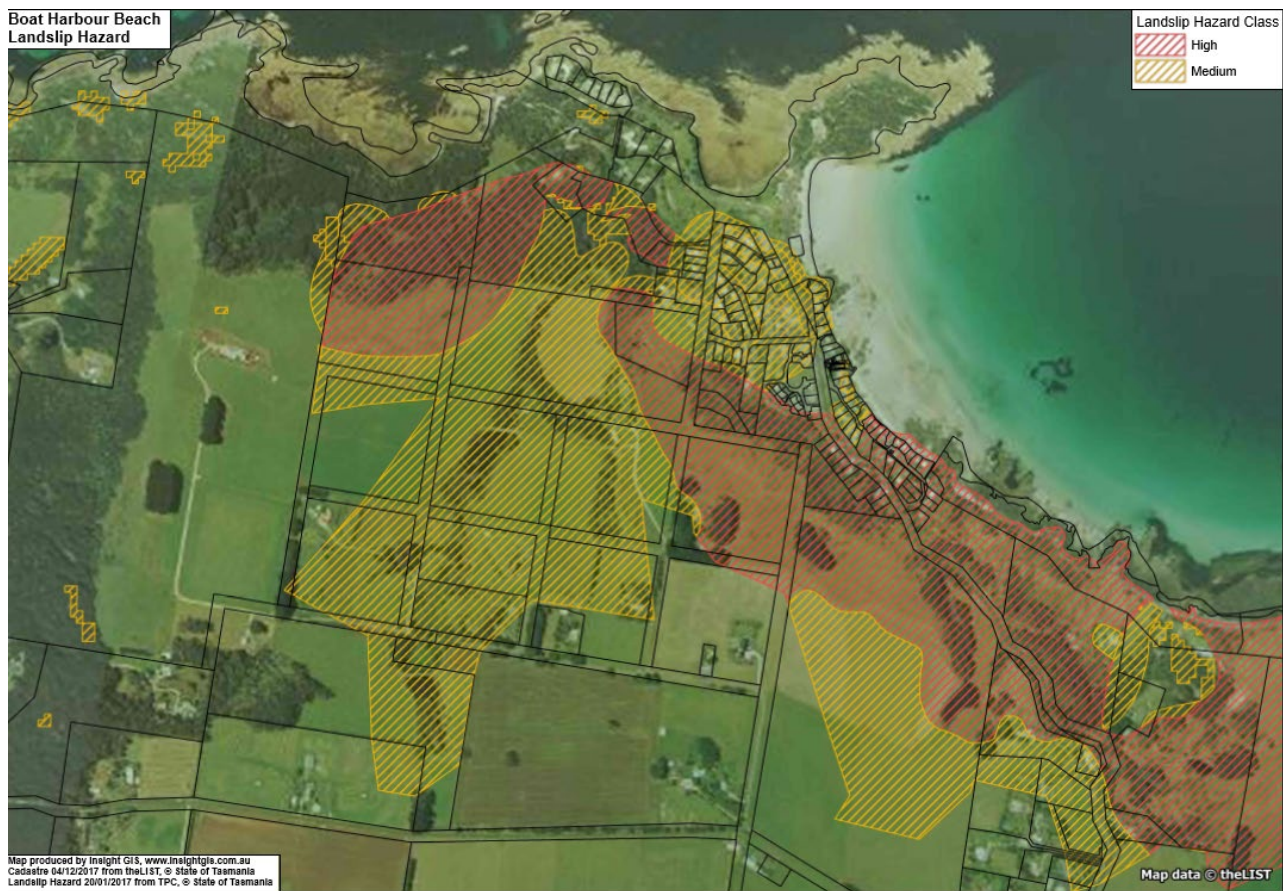 Boat Harbour Beach
Landslip Hazard
Landslip Hazard Class
High
Medium
Map produced by Insight GIS, www.insightgis.com.au
Cadastre 04/12/2017 from theLIST, © State of Tasmania
Landslip Hazard 20/01/2017 from TPC, © State of Tasmania
Map data © theLIST